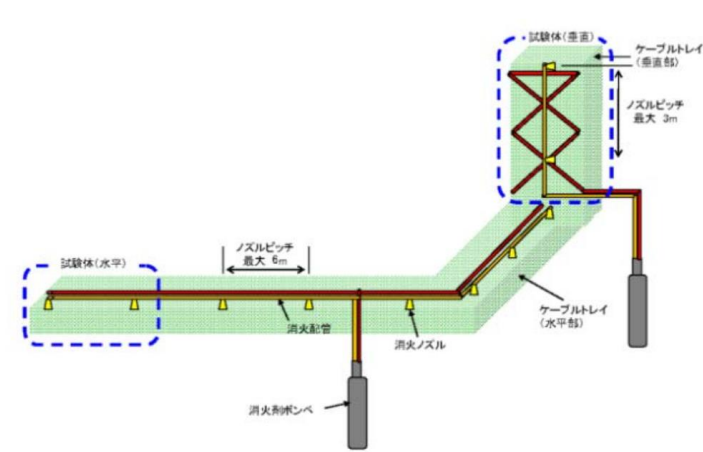 試験体(垂直)
ケーブルトレイ
(垂直部)
ノズルピッチ
最大 3m
ノズルピッチ
最大 6m
試験体(水平)
消火配管
消火ノズル
ケーブルトレイ
(水平部)
消火剤ボンベ